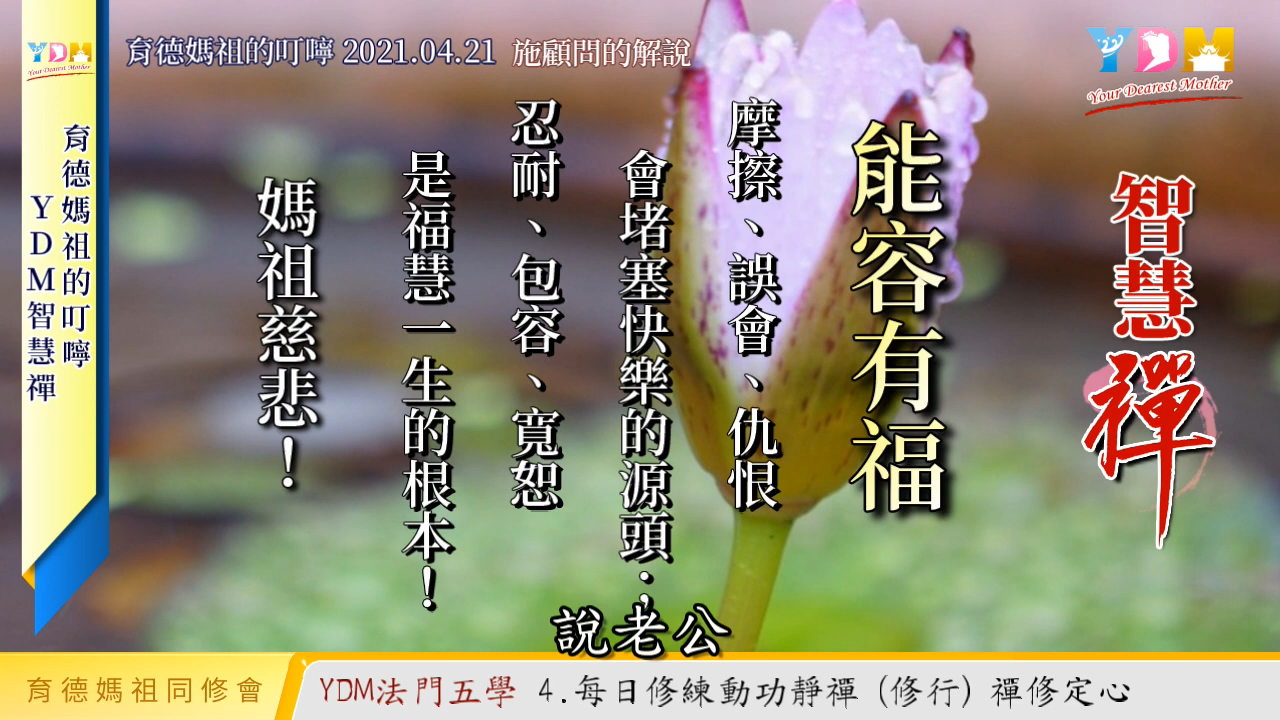 育德媽祖的叮嚀 2021.04.21 施顧問的解說
YDM
Your Dearest Mother
智慧禪
能容有福
摩擦、誤會、仇恨
會堵塞快樂的源頭；
忍耐、包容、寬恕
是福慧一生的根本！
媽祖慈悲！
YDM
Your Dearest Mother
育德媽祖的叮嚀
YDM智慧禪
說老公
育德媽祖同修會
YDM法門五學 4.每日修練動功靜禪 (修行) 禪修定心